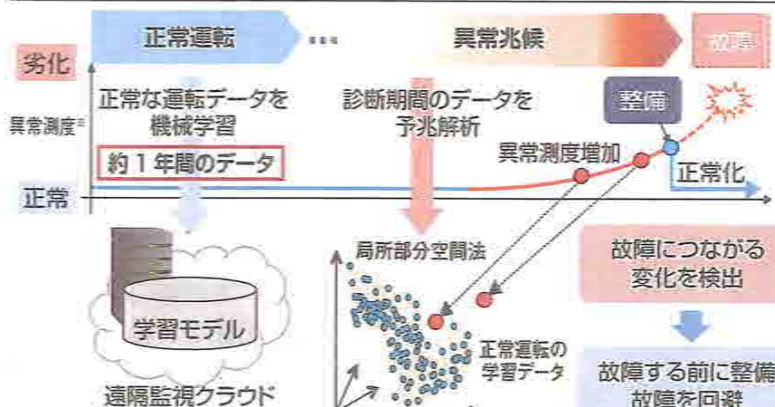 正常運転
異常兆候
故障
劣化
異常測度※
正常な運転データを
機械学習
約1年間のデータ
診断期間のデータを
予兆解析
整備
異常測度増加
正常化
正常
局所部分空間法
学習モデル
遠隔監視クラウド
正常運転の
学習データ
故障につながる
変化を検出
故障する前に整備
故障を回避